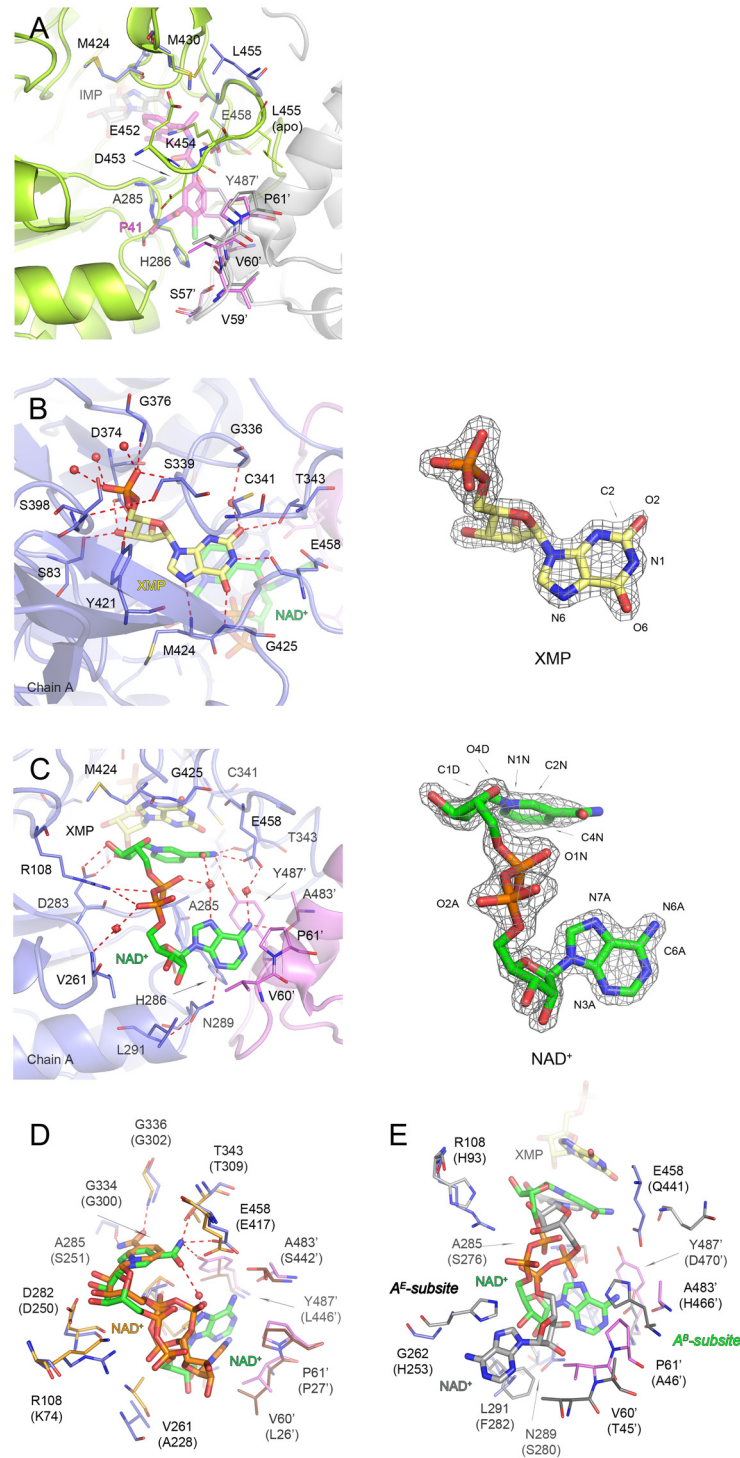 A
M424
M430
L455
IMP
E458
L455
(apo)
E452
K454
D453
A285
Y487'
P61'
P41
H286
V60'
S57'
V59'
B
G376
D374
G336
S339
C341
T343
S398
E458
S83
XMP
Y421
NAD+
M424
G425
Chain A
C2
O2
N1
N6
O6
XMP
C
M424
G425
C341
XMP
E458
T343
R108
Y487'
D283
A285
A483'
NAD+
P61'
V261
H286
V60'
N289
L291
Chain A
O4D
C1D
N1N
C2N
C4N
O1N
O2A
N7A
N6A
C6A
N3A
NAD+
D
G336
(G302)
T343
(T309)
G334
(G300)
E458
(E417)
A285
(S251)
A483'
(S442')
D282
(D250)
Y487'
(L446')
NAD+
NAD+
R108
(K74)
P61'
(P27')
V261
(A228)
V60'
(L26')
E
XMP
R108
(H93)
E458
(Q441)
A285
(S276)
Y487'
(D470')
NAD+
A483'
(H466')
AE-subsite
AB-subsite
G262
(H253)
P61'
(A46')
NAD+
L291
(F282)
V60'
(T45')
N289
(S280)